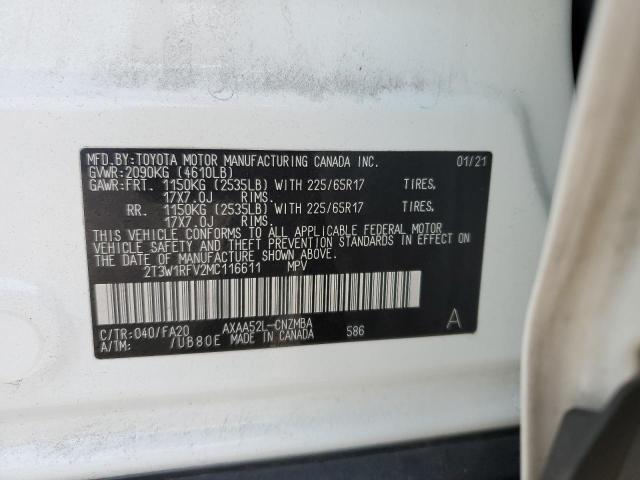 MFD.BY:TOYOTA MOTOR MANUFACTURING CANADA INC. 01/21
GVWR:2090KG (4610LB)
GAWR:FRT. 1150KG (2535LB) WITH 225/65R17 TIRES,
17X7.0J RIMS.
RR. 1150KG (2535LB) WITH 225/65R17 TIRES,
17X7.0J RIMS.
THIS VEHICLE CONFORMS TO ALL APPLICABLE FEDERAL MOTOR
VEHICLE SAFETY AND THEFT PREVENTION STANDARDS IN EFFECT ON
THE DATE OF MANUFACTURE SHOWN ABOVE.
2T3W1RFV2MC116611 MPV
C/TR:040/FA20 AXAA52L-CNZMBA 586 A
A/TM: /UB80E MADE IN CANADA